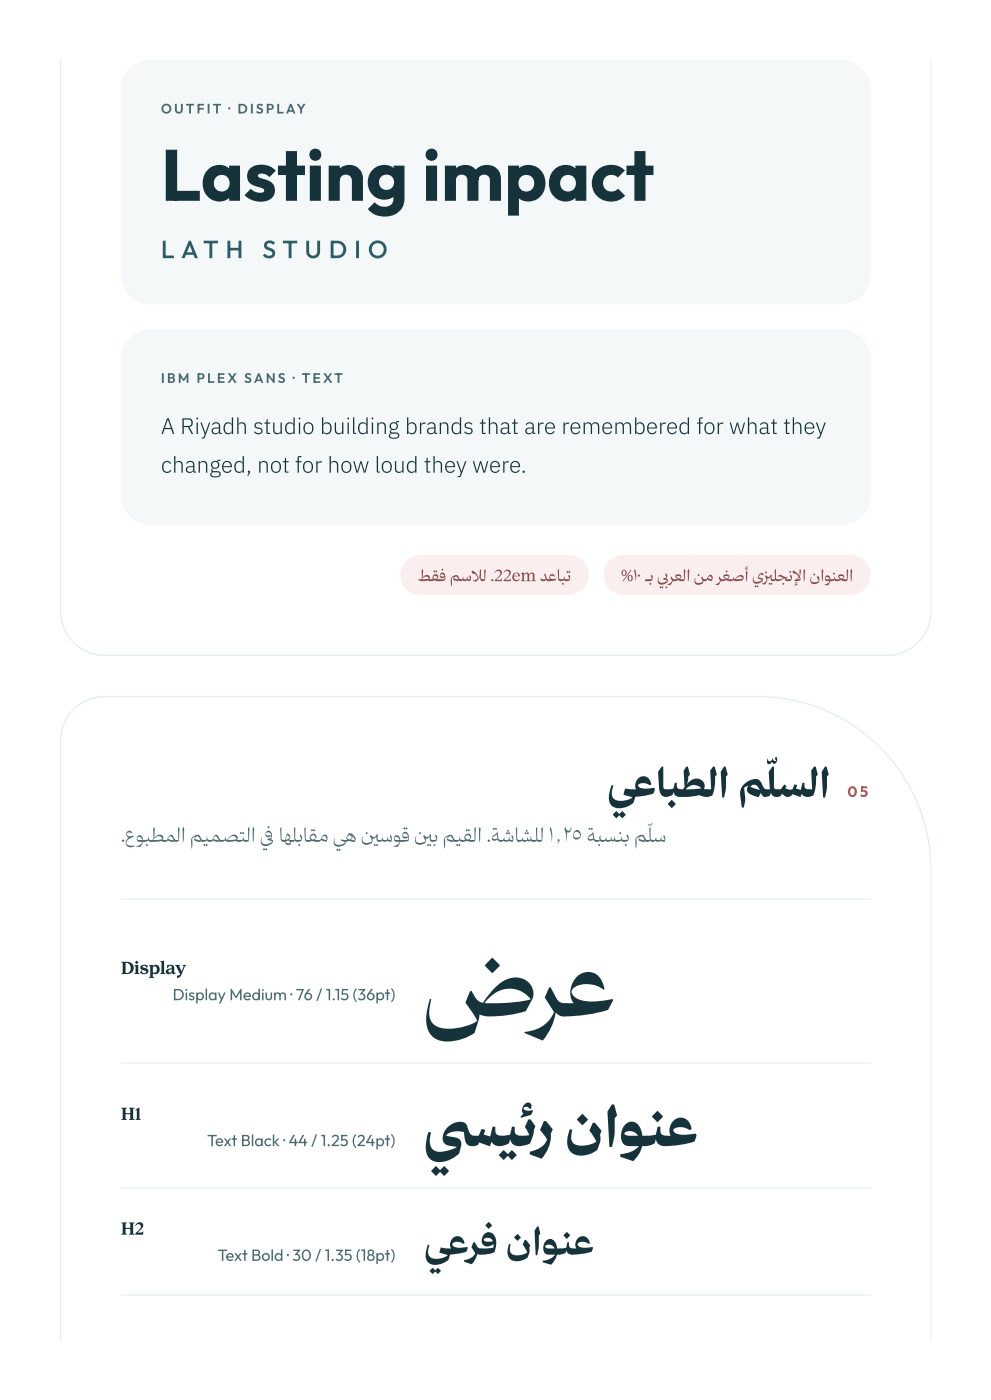 OUTFIT · DISPLAY
Lasting impact
LATH STUDIO
IBM PLEX SANS · TEXT
A Riyadh studio building brands that are remembered for what they
changed, not for how loud they were.
العنوان الإنجليزي أصغر من العربي بـ ١٠%
تباعد 22em. للاسم فقط
05 السلّم الطباعي
سلّم بنسبة ١,٢٥ للشاشة. القيم بين قوسين هي مقابلها في التصميم المطبوع.
Display
Display Medium · 76 / 1.15 (36pt)
عرض
H1
Text Black · 44 / 1.25 (24pt)
عنوان رئيسي
H2
Text Bold · 30 / 1.35 (18pt)
عنوان فرعي